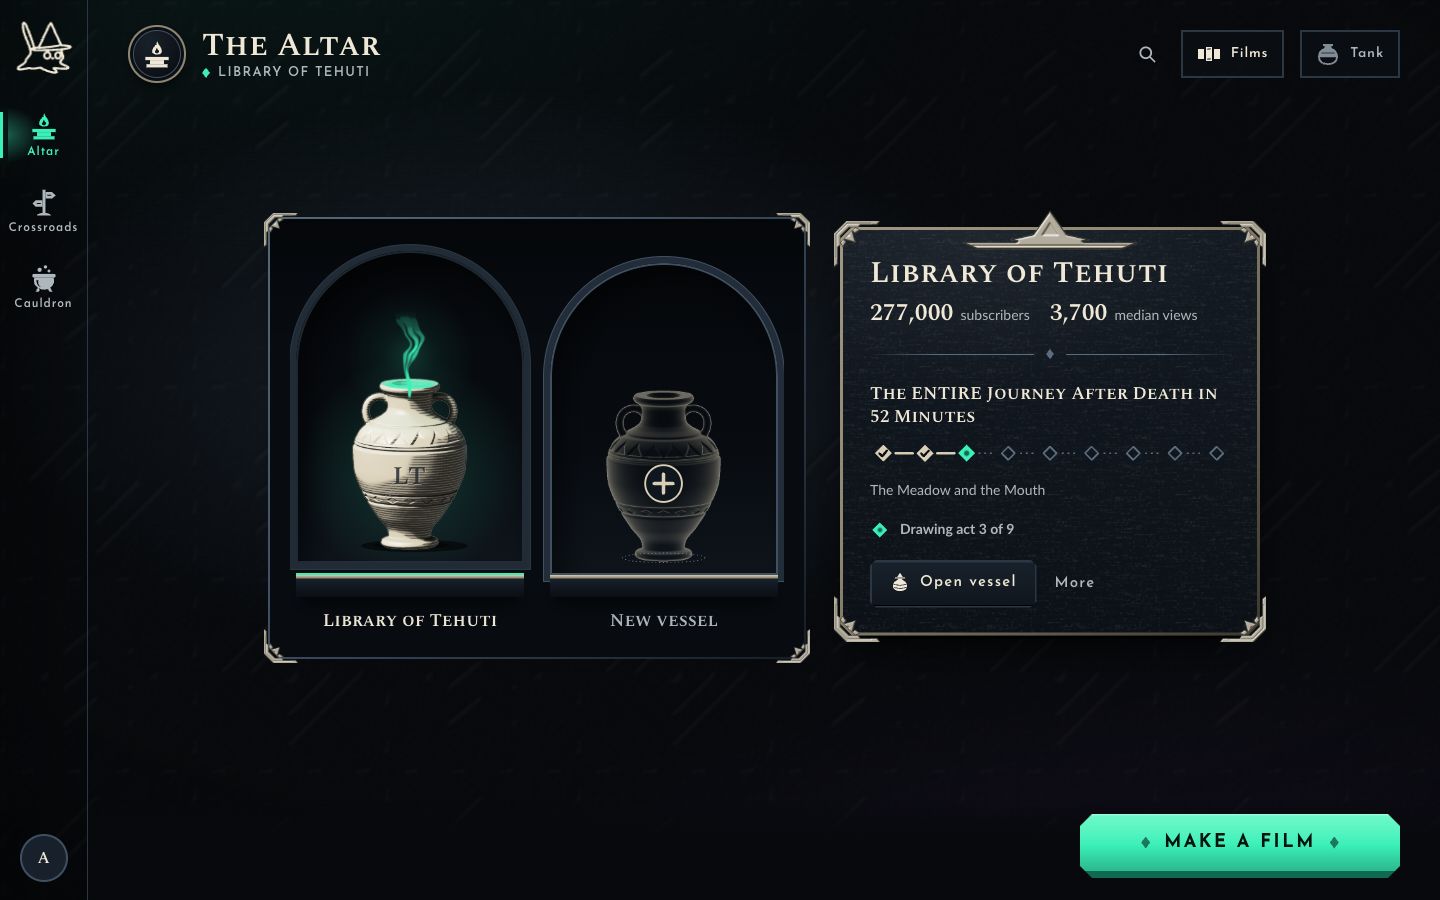 THE ALTAR
LIBRARY OF TEHUTI
Films
Tank
Altar
Crossroads
Cauldron
LT
LIBRARY OF TEHUTI
NEW VESSEL
LIBRARY OF TEHUTI
277,000 subscribers 3,700 median views
THE ENTIRE JOURNEY AFTER DEATH IN
52 MINUTES
The Meadow and the Mouth
Drawing act 3 of 9
Open vessel
More
A
MAKE A FILM